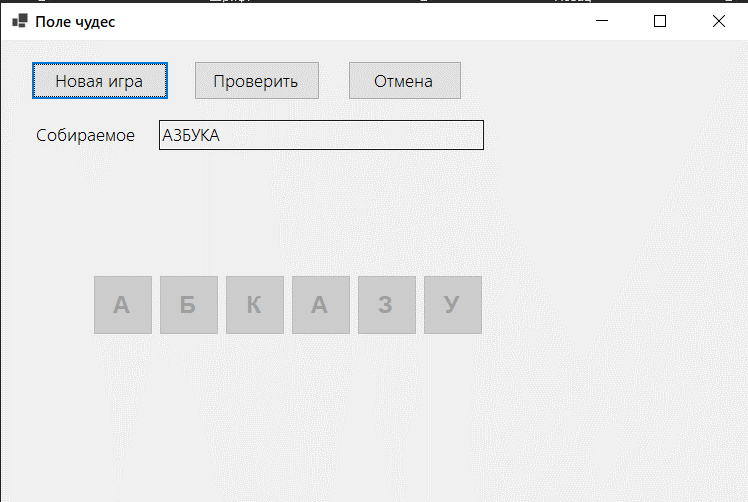 Поле чудес
Новая игра Проверить Отмена
Собираемое АЗБУКА
А Б К А З У